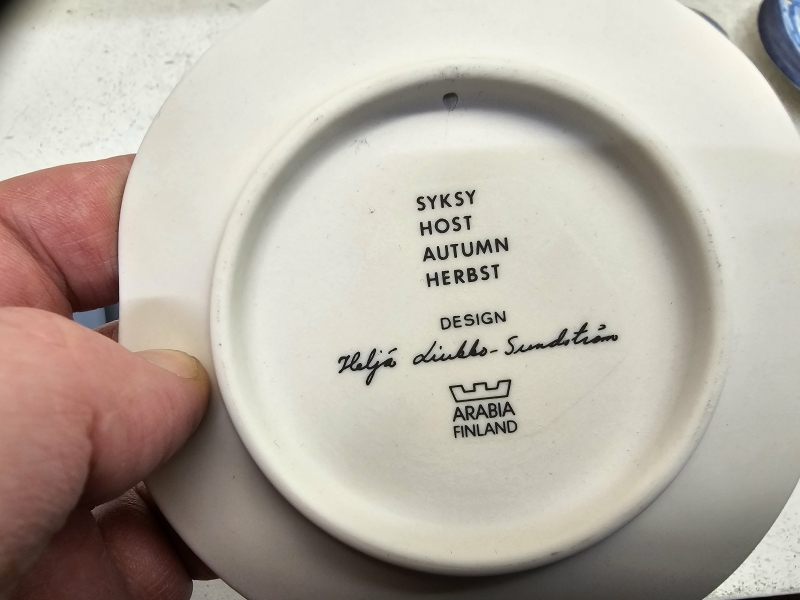 SYKSY
HOST
AUTUMN
HERBST
DESIGN
Heljä Liukko-Sundström
ARABIA
FINLAND